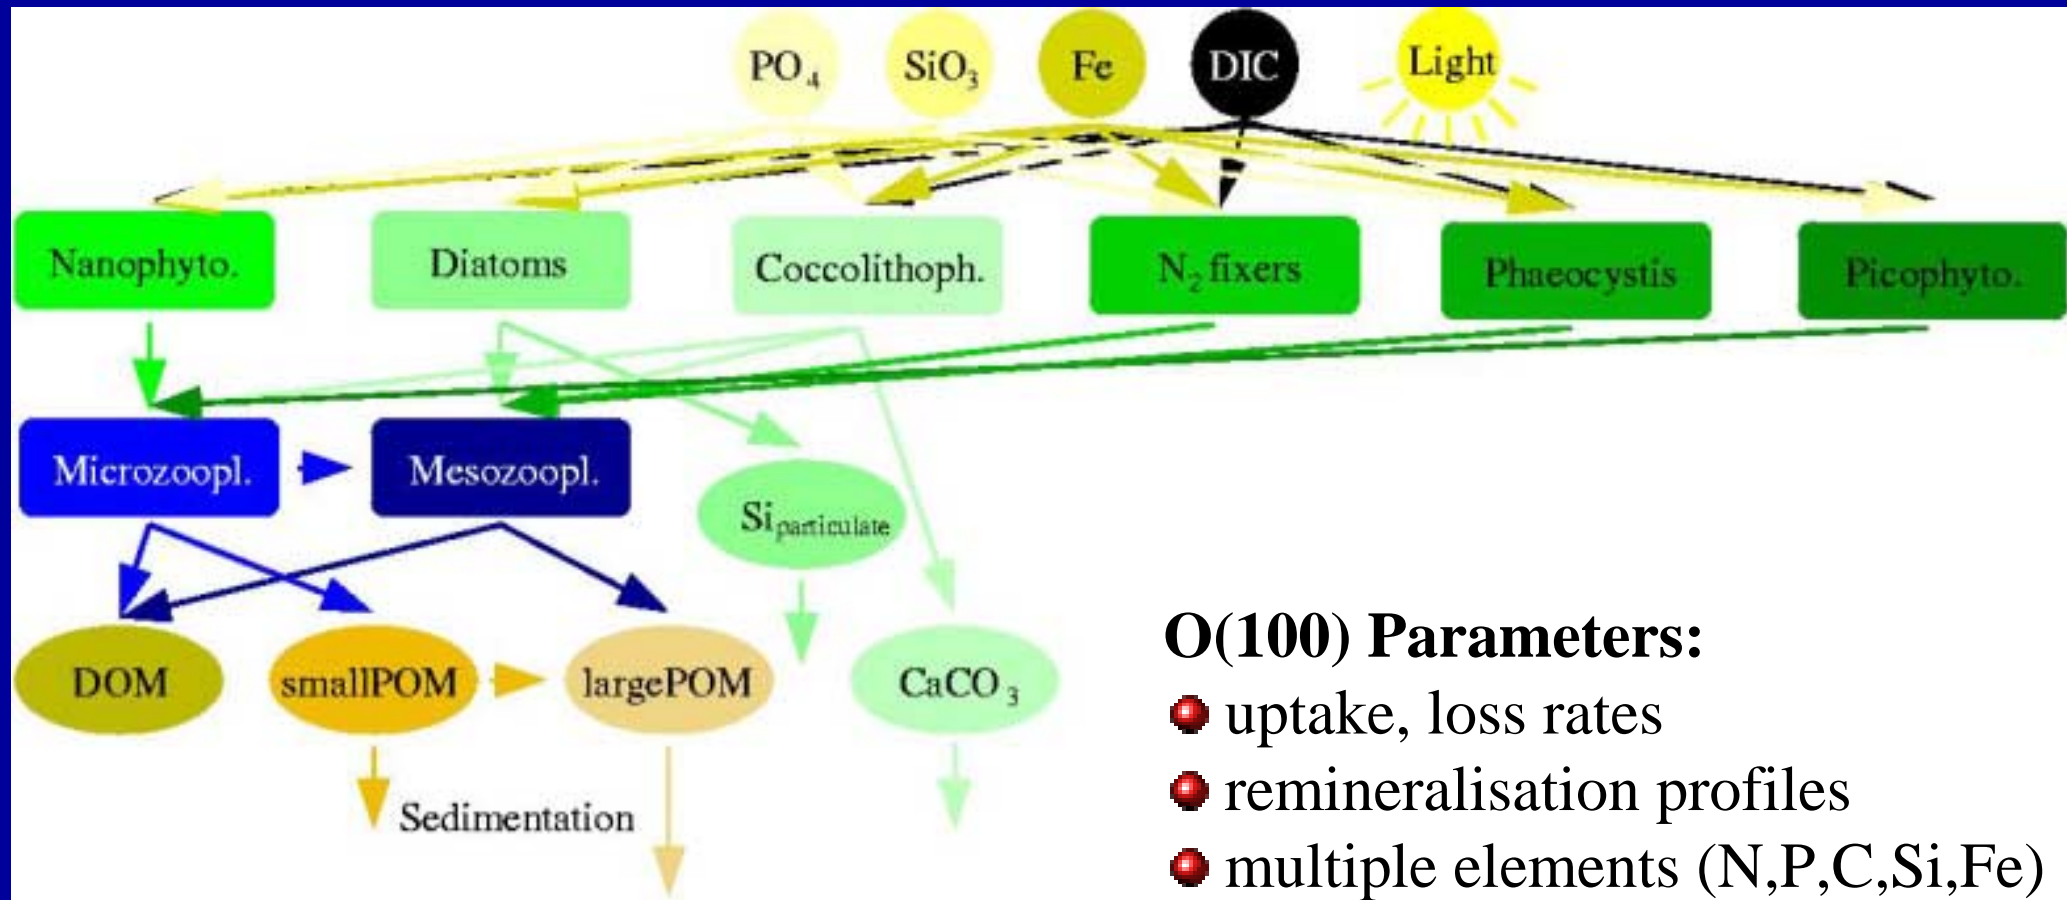 PO4 SiO3 Fe DIC Light
Nanophyto. Diatoms Coccolithoph. N2 fixers Phaeocystis Picophyto.
Microzoopl. Mesozoopl.
Siparticulate
DOM smallPOM largePOM CaCO3
Sedimentation
O(100) Parameters:
uptake, loss rates
remineralisation profiles
multiple elements (N,P,C,Si,Fe)